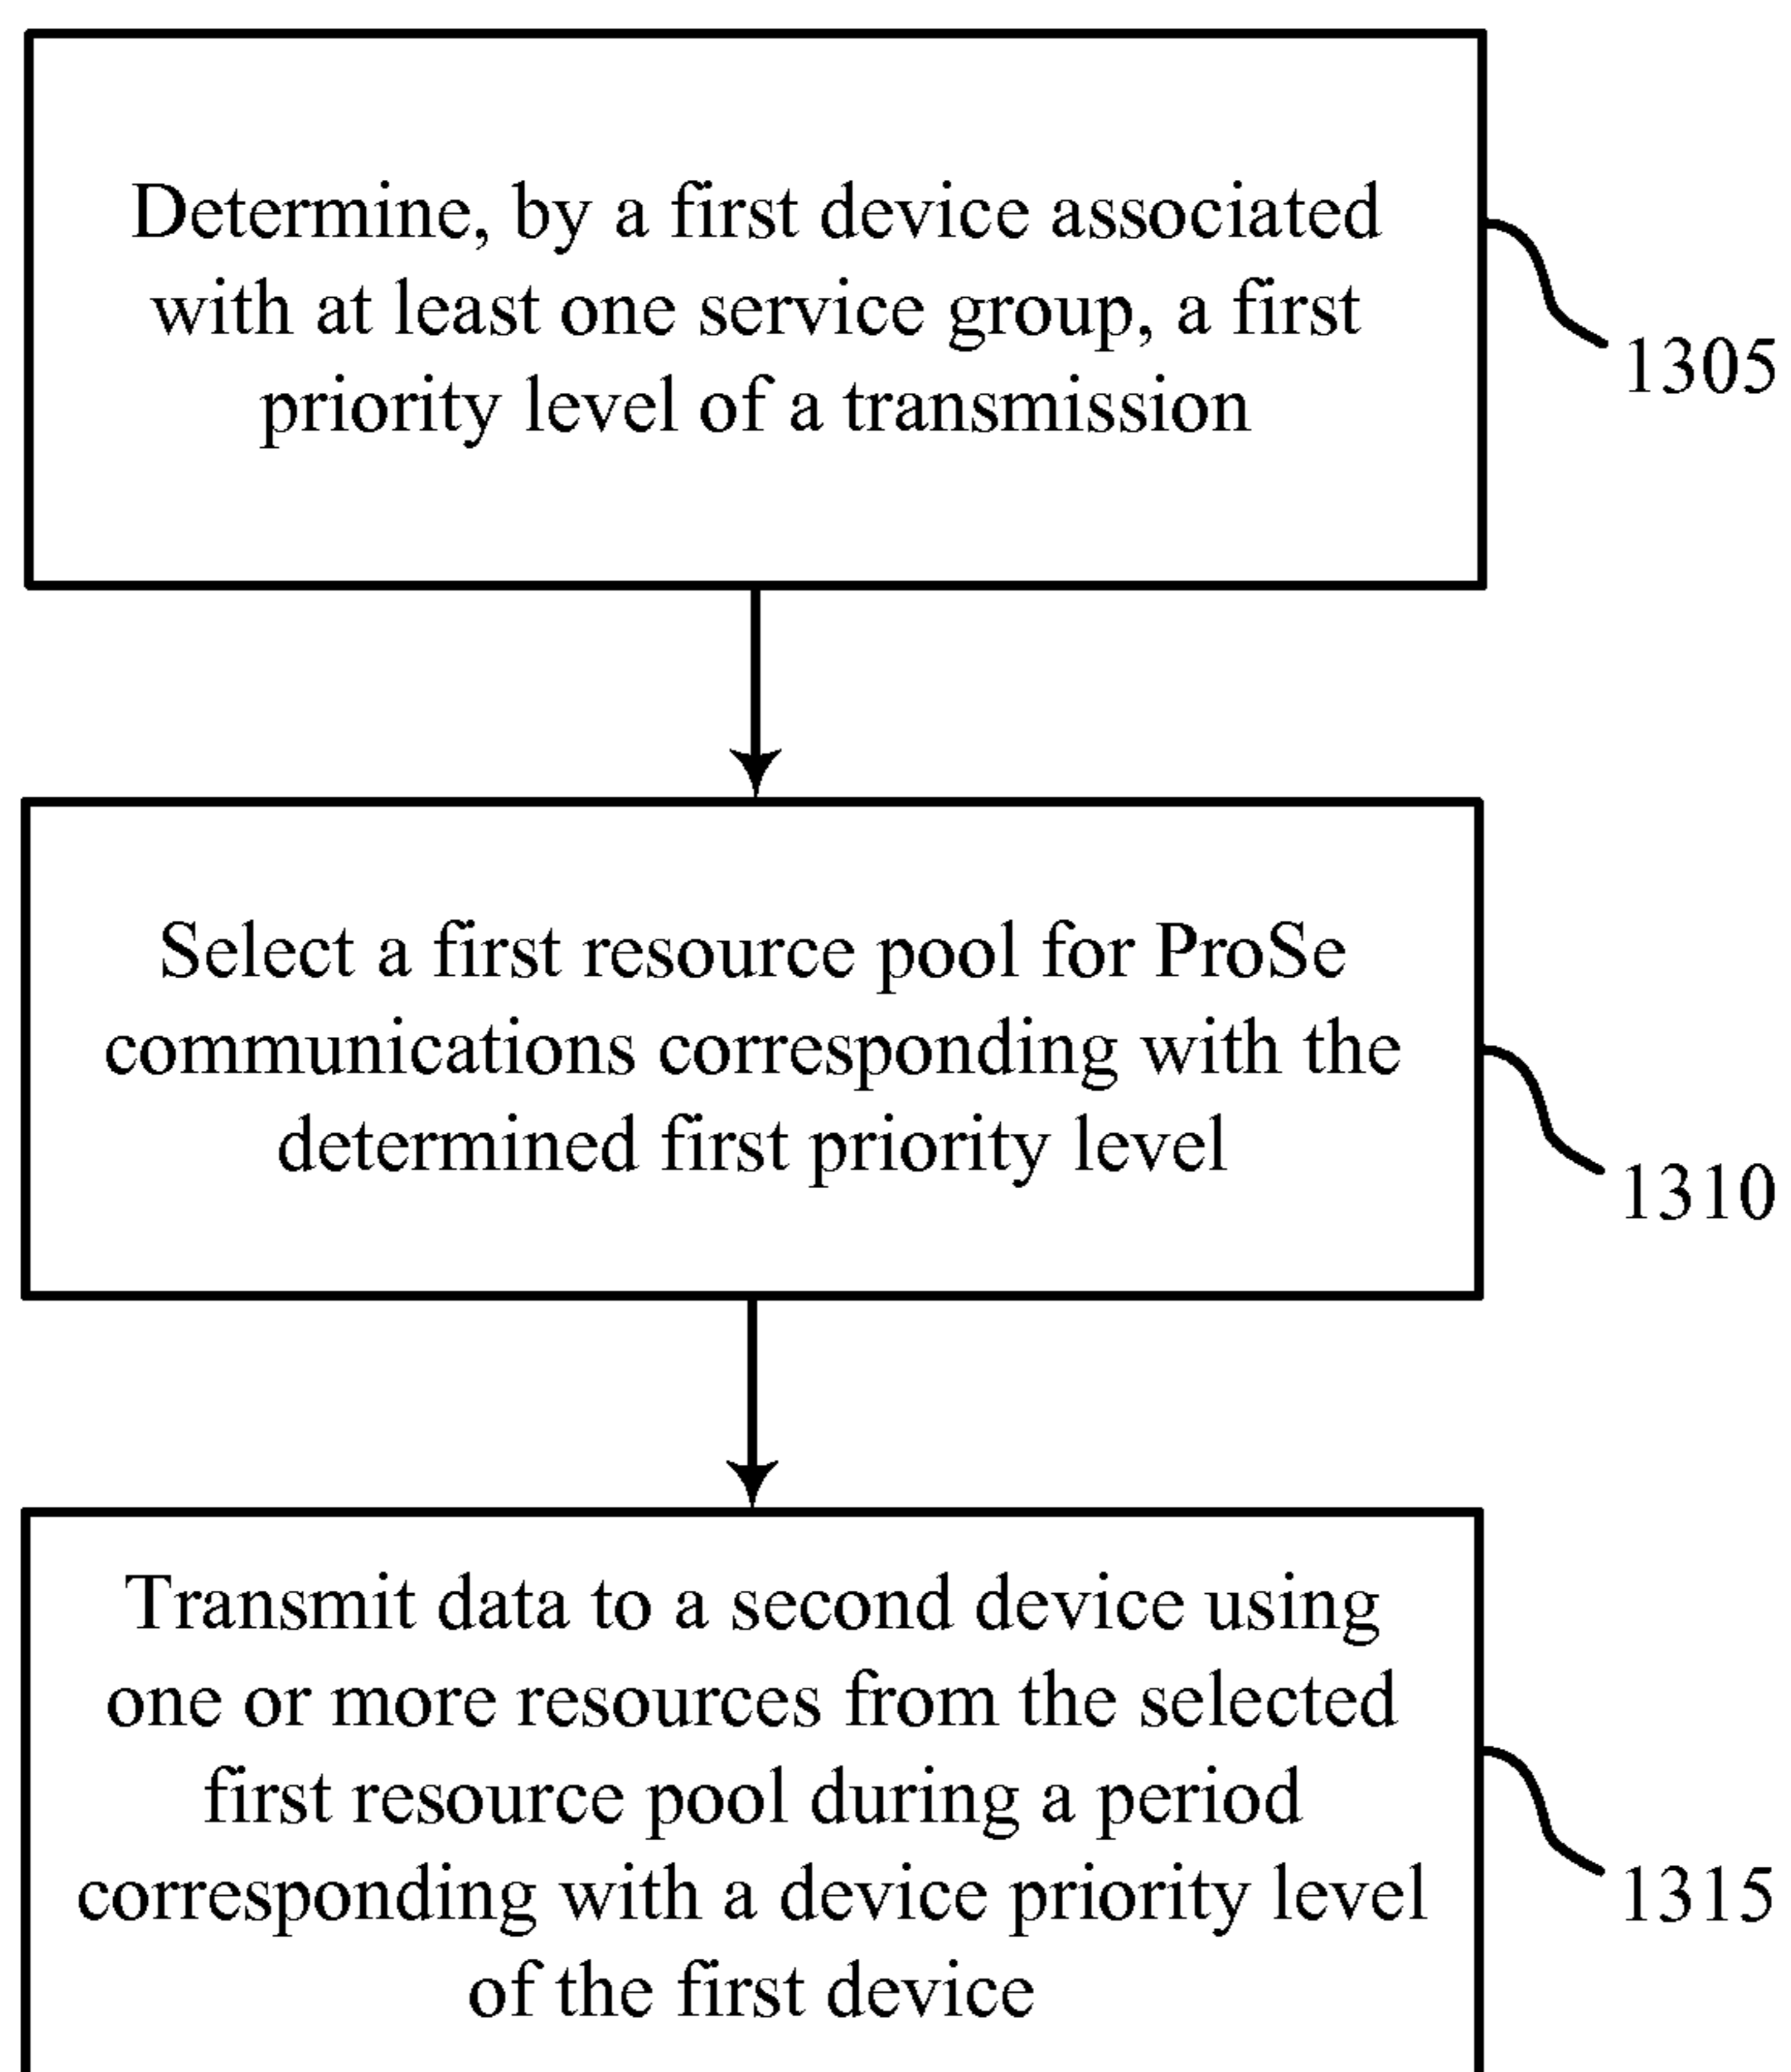 Determine, by a first device associated
with at least one service group, a first
priority level of a transmission
1305
Select a first resource pool for ProSe
communications corresponding with the
determined first priority level
1310
Transmit data to a second device using
one or more resources from the selected
first resource pool during a period
corresponding with a device priority level
of the first device
1315